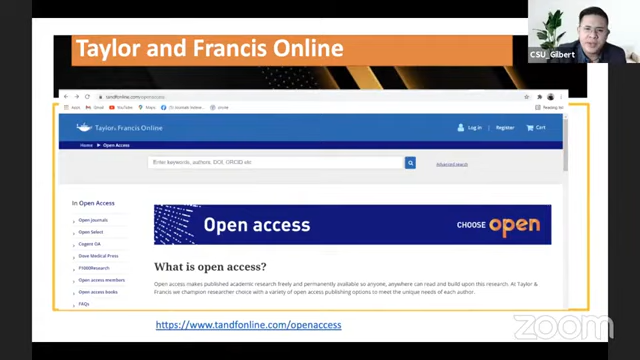 Taylor and Francis Online
CSU_Gilbert
tandfonline.com/openaccess
Apps Gmail YouTube Maps Reading list
Taylor & Francis Online Log in | Register Cart
Home Open Access
Enter keywords, authors, DOI, ORCID etc
Advanced search
In Open Access
Open Journals
Open Select
Cogent OA
Dove Medical Press
F1000Research
Open access members
Open access books
FAQs
Open access
CHOOSE open
What is open access?
Open access makes published academic research freely and permanently available so anyone, anywhere can read and build upon this research. At Taylor &
Francis we champion researcher choice with a variety of open access publishing options to meet the unique needs of each author.
https://www.tandfonline.com/openaccess
zoom